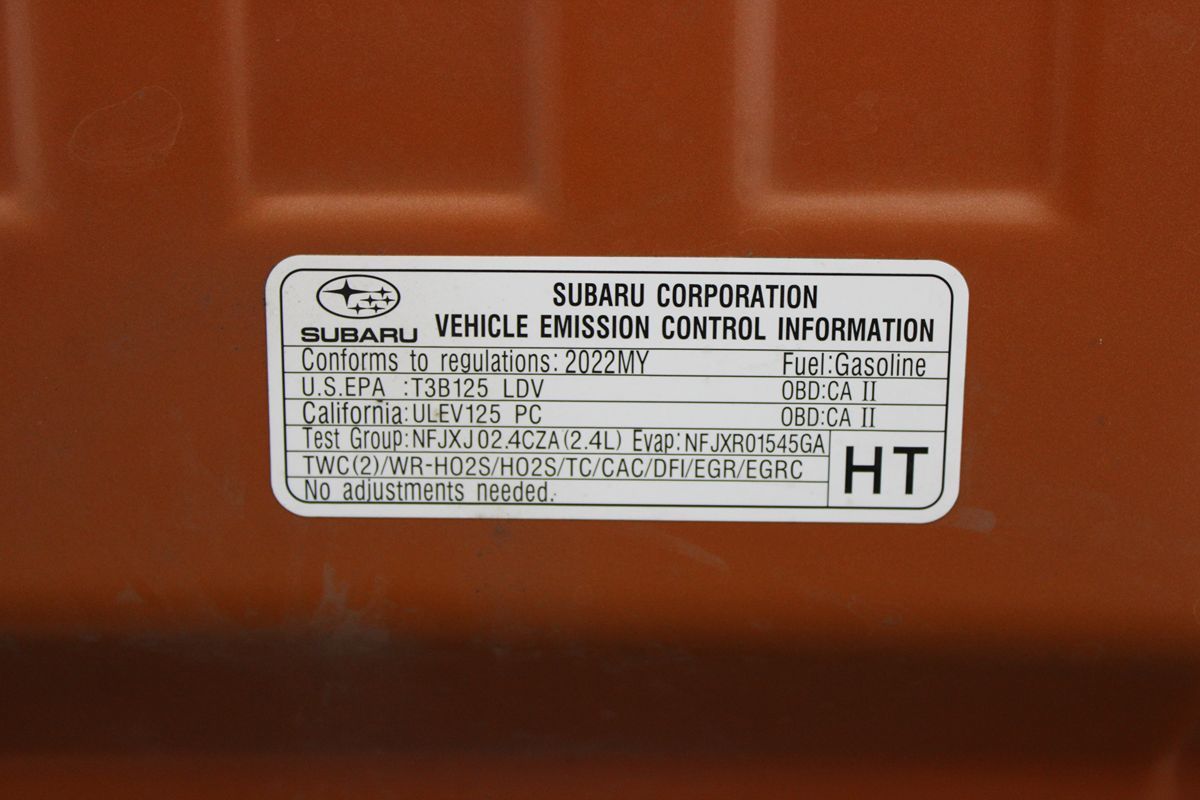 SUBARU
SUBARU CORPORATION
VEHICLE EMISSION CONTROL INFORMATION
Conforms to regulations: 2022MY Fuel:Gasoline
U.S.EPA :T3B125 LDV OBD:CA II
California:ULEV125 PC OBD:CA II
Test Group:NFJXJ02.4CZA(2.4L) Evap:NFJXR01545GA
TWC(2)/WR-HO2S/HO2S/TC/CAC/DFI/EGR/EGRC
No adjustments needed.
HT